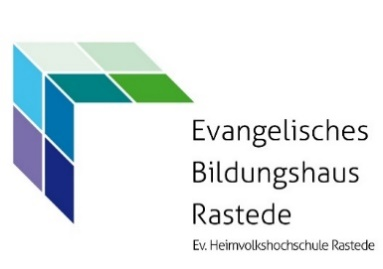 Evangelisches
Bildungshaus
Rastede
Ev. Heimvolkshochschule Rastede